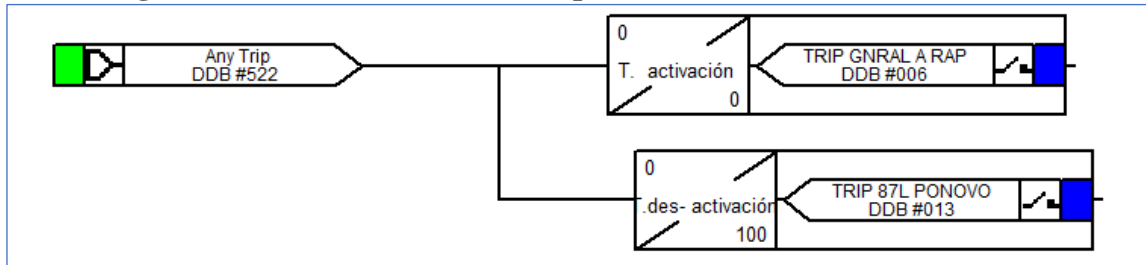 Any Trip
DDB #522
0
T. activación
0
TRIP GNRAL A RAP
DDB #006
0
.des- activación
100
TRIP 87L PONOVO
DDB #013